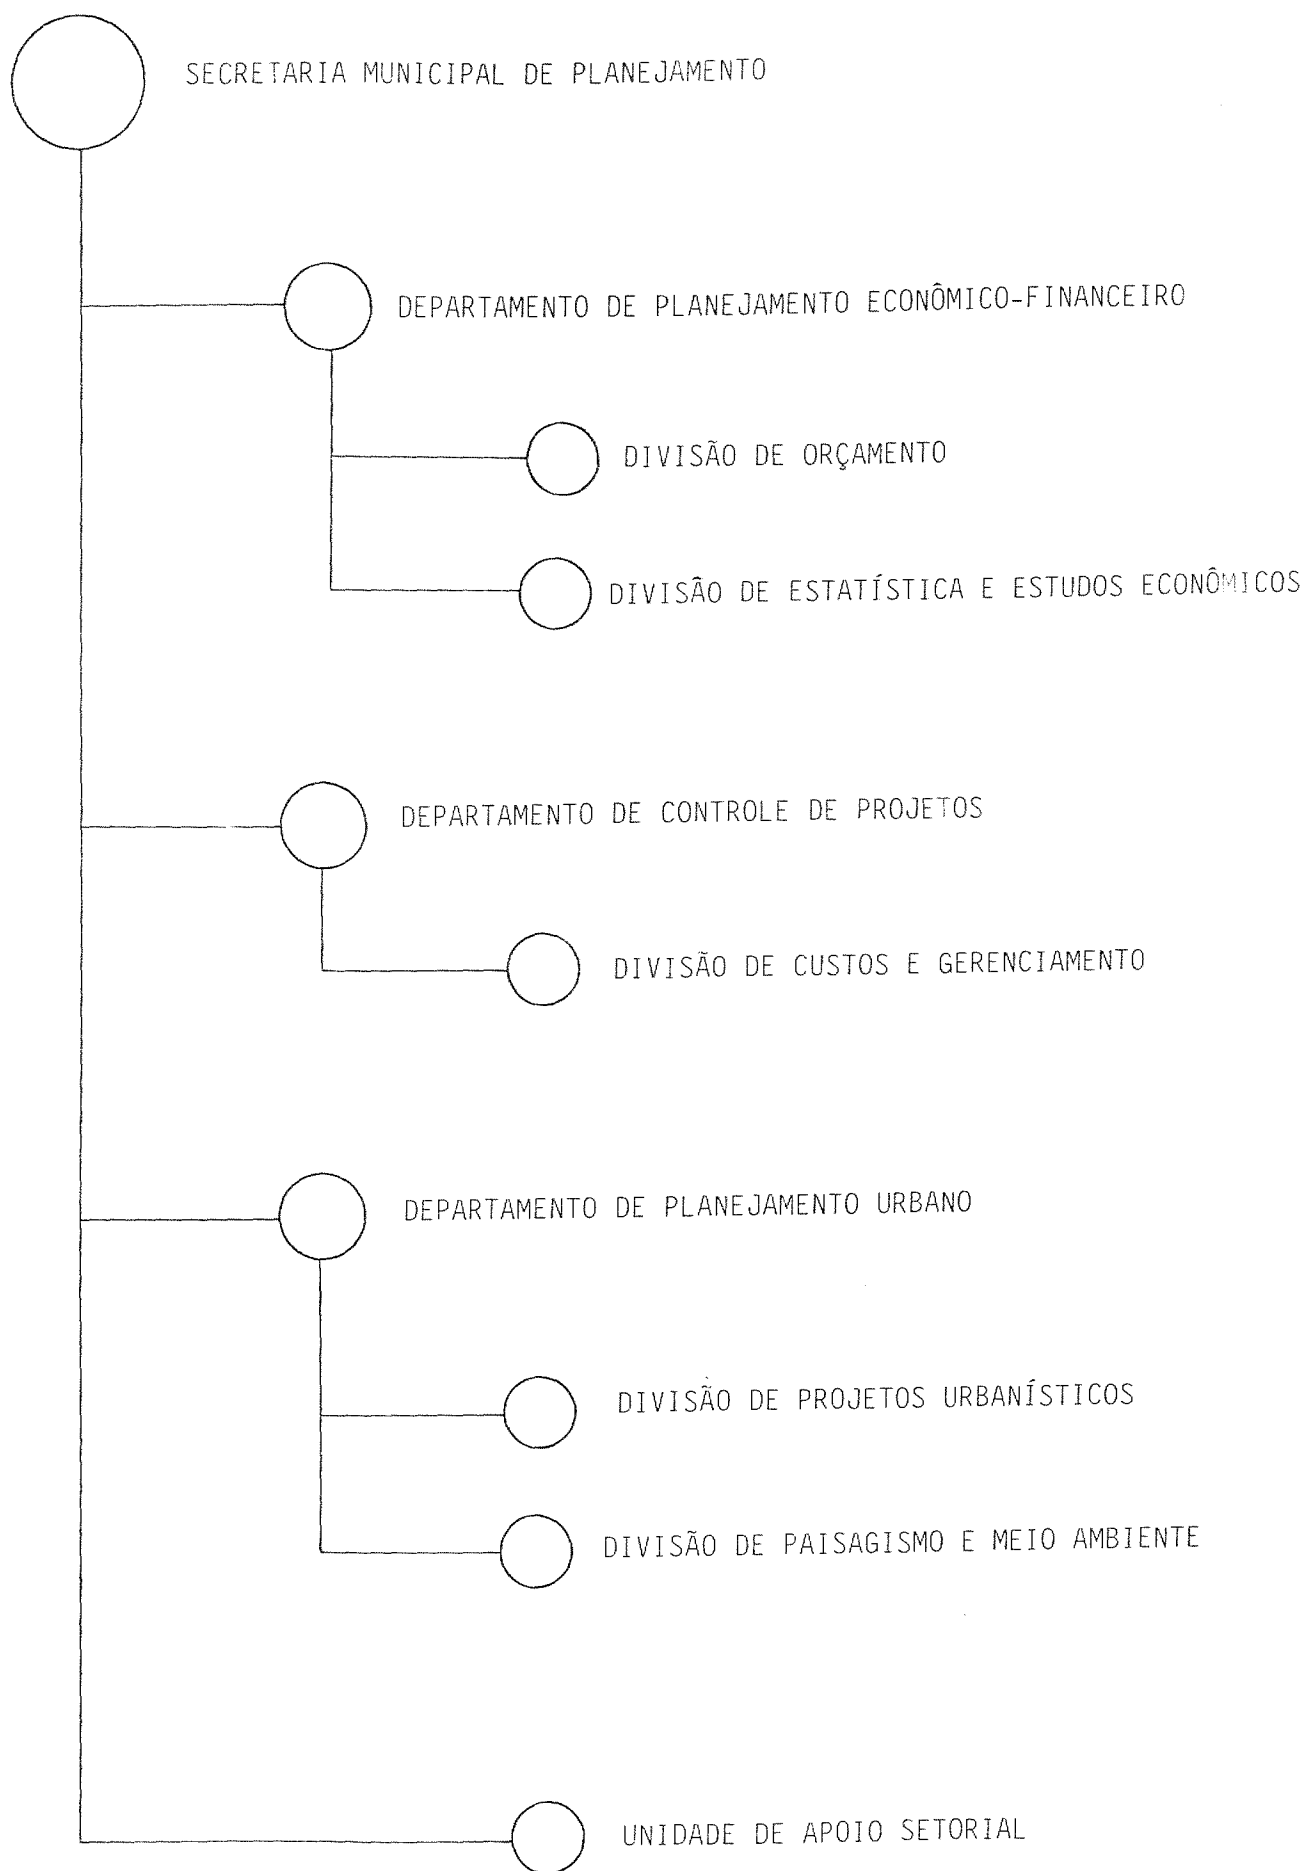 SECRETARIA MUNICIPAL DE PLANEJAMENTO
DEPARTAMENTO DE PLANEJAMENTO ECONÔMICO-FINANCEIRO
DIVISÃO DE ORÇAMENTO
DIVISÃO DE ESTATÍSTICA E ESTUDOS ECONÔMICOS
DEPARTAMENTO DE CONTROLE DE PROJETOS
DIVISÃO DE CUSTOS E GERENCIAMENTO
DEPARTAMENTO DE PLANEJAMENTO URBANO
DIVISÃO DE PROJETOS URBANÍSTICOS
DIVISÃO DE PAISAGISMO E MEIO AMBIENTE
UNIDADE DE APOIO SETORIAL